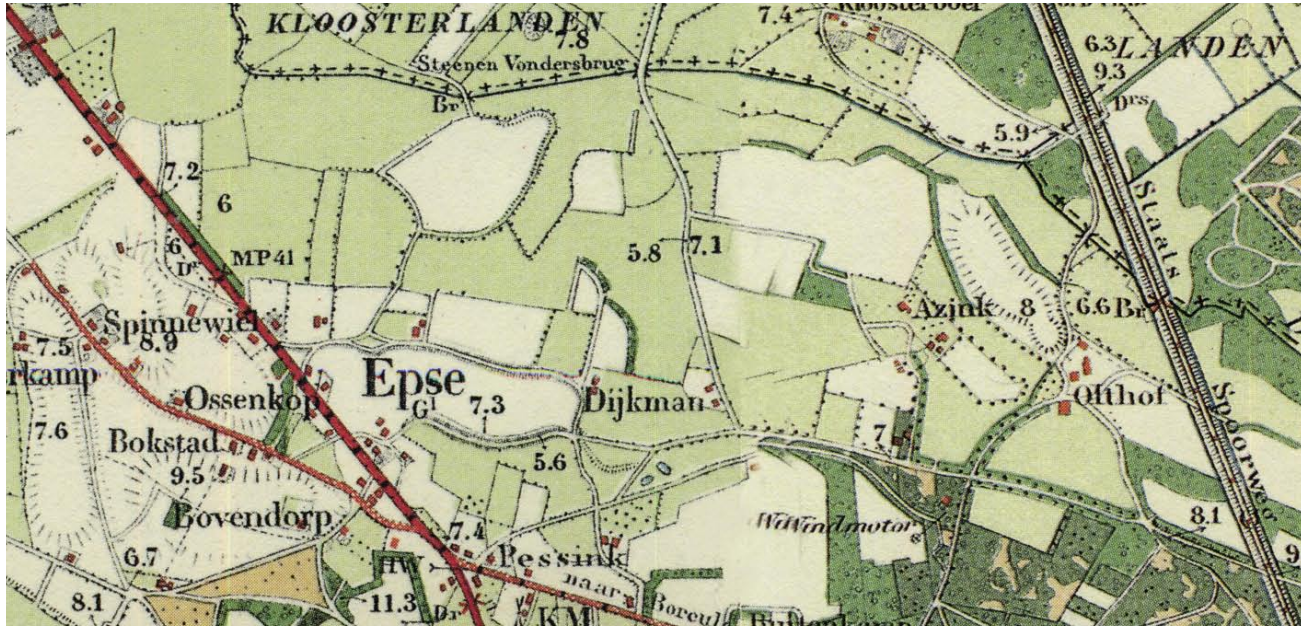 KLOOSTERLANDEN
7.4
Kloosterboer
7.8
Steenen Vondersbrug
Br
6.3
LANDEN
9.3
Drs
5.9
7.2
6
6
MP 41
Dr
5.8
7.1
Staats
Spinnewiel
8.9
7.5
rkamp
Azink
8
6.6
Br
Epse
Gl
7.3
Dijkman
Olthof
Spoorweg
Ossenkop
7.6
Bokstad
9.5
5.6
7
Bovendorp
7.4
Windmotor
8.1
Pessink
HW
6.7
naar
8.1
11.3
KM
Borcul
9